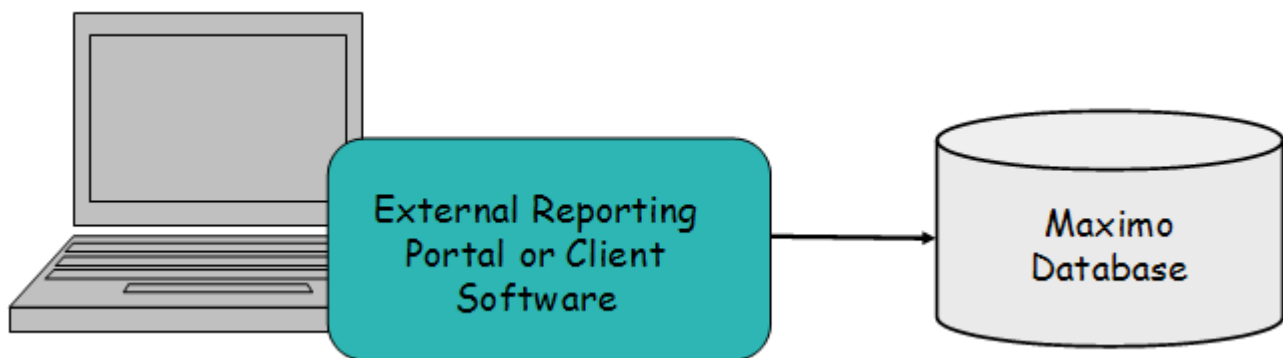 External Reporting
Portal or Client
Software
Maximo
Database